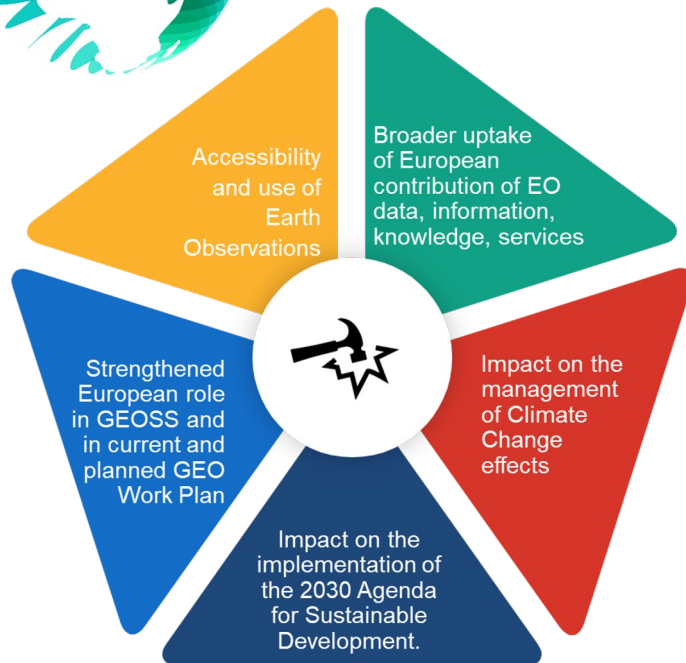 Accessibility
and use of
Earth
Observations
Broader uptake
of European
contribution of EO
data, information,
knowledge, services
Impact on the
management
of Climate
Change
effects
Impact on the
implementation of
the 2030 Agenda
for Sustainable
Development.
Strengthened
European role
in GEOSS and
in current and
planned GEO
Work Plan